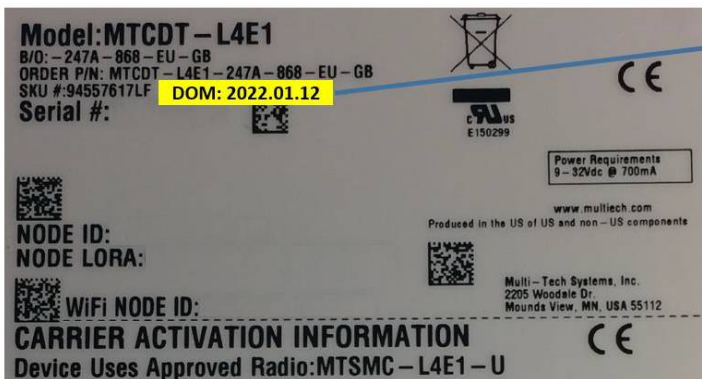 Model:MTCDT-L4E1
B/O:-247A-868-EU-GB
ORDER P/N: MTCDT-L4E1-247A-868-EU-GB
SKU #:94557617LF
DOM: 2022.01.12
Serial #:
CE
c RU us
E150299
Power Requirements
9-32Vdc @ 700mA
www.multiech.com
Produced in the US of US and non-US components
NODE ID:
NODE LORA:
WiFi NODE ID:
Multi-Tech Systems, Inc.
2205 Woodale Dr.
Mounds View, MN, USA 55112
CARRIER ACTIVATION INFORMATION
CE
Device Uses Approved Radio:MTSMC-L4E1-U